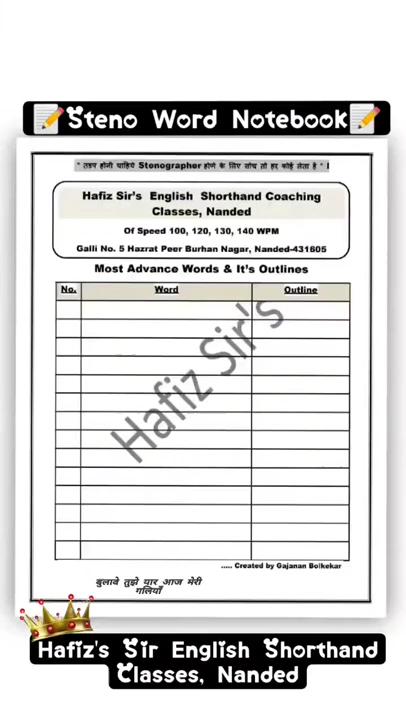 📝Steno Word Notebook📝
" तडप होनी चाहिये Stenographer होने के लिए सोच तो हर कोई लेता है " !
Hafiz Sir's English Shorthand Coaching
Classes, Nanded
Of Speed 100, 120, 130, 140 WPM
Galli No. 5 Hazrat Peer Burhan Nagar, Nanded-431605
Most Advance Words & It's Outlines
No. Word Outline
Hafiz Sir's
..... Created by Gajanan Bolkekar
बुलावे तुझे यार आज मेरी
गलियाँ
Hafiz's Sir English Shorthand
Classes, Nanded